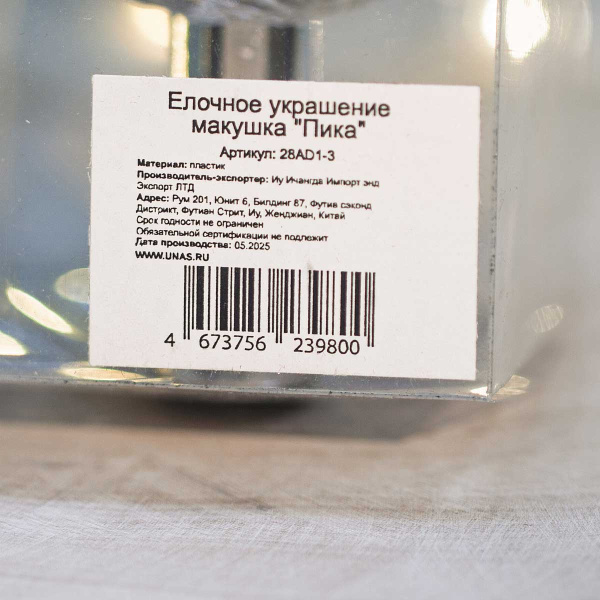 Елочное украшение
макушка "Пика"
Артикул: 28AD1-3
Материал: пластик
Производитель-экспортер: Иу Ичангда Импорт энд
Экспорт ЛТД
Адрес: Рум 201, Юнит 6, Билдинг 87, Футив сэконд
Дистрикт, Футиан Стрит, Иу, Женджиан, Китай
Срок годности не ограничен
Обязательной сертификации не подлежит
Дата производства: 05.2025
WWW.UNAS.RU
4 673756 239800